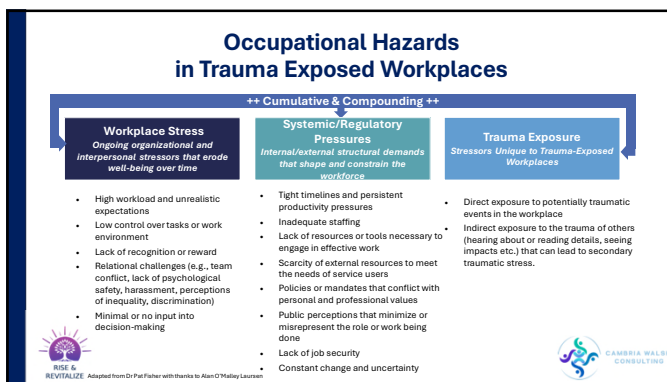 Occupational Hazards
in Trauma Exposed Workplaces
++ Cumulative & Compounding ++
Workplace Stress
Ongoing organizational and
interpersonal stressors that erode
well-being over time
Systemic/Regulatory
Pressures
Internal/external structural demands
that shape and constrain the
workforce
Trauma Exposure
Stressors Unique to Trauma-Exposed
Workplaces
• High workload and unrealistic
expectations
• Low control over tasks or work
environment
• Lack of recognition or reward
• Relational challenges (e.g., team
conflict, lack of psychological
safety, harassment, perceptions
of inequality, discrimination)
• Minimal or no input into
decision-making
• Tight timelines and persistent
productivity pressures
• Inadequate staffing
• Lack of resources or tools necessary to
engage in effective work
• Scarcity of external resources to meet
the needs of service users
• Policies or mandates that conflict with
personal and professional values
• Public perceptions that minimize or
misrepresent the role or work being
done
• Lack of job security
• Constant change and uncertainty
• Direct exposure to potentially traumatic
events in the workplace
• Indirect exposure to the trauma of others
(hearing about or reading details, seeing
impacts etc.) that can lead to secondary
traumatic stress.
RISE &
REVITALIZE
Adapted from Dr Pat Fisher with thanks to Alan O'Malley Laursen
CAMBRIA WALSH
CONSULTING